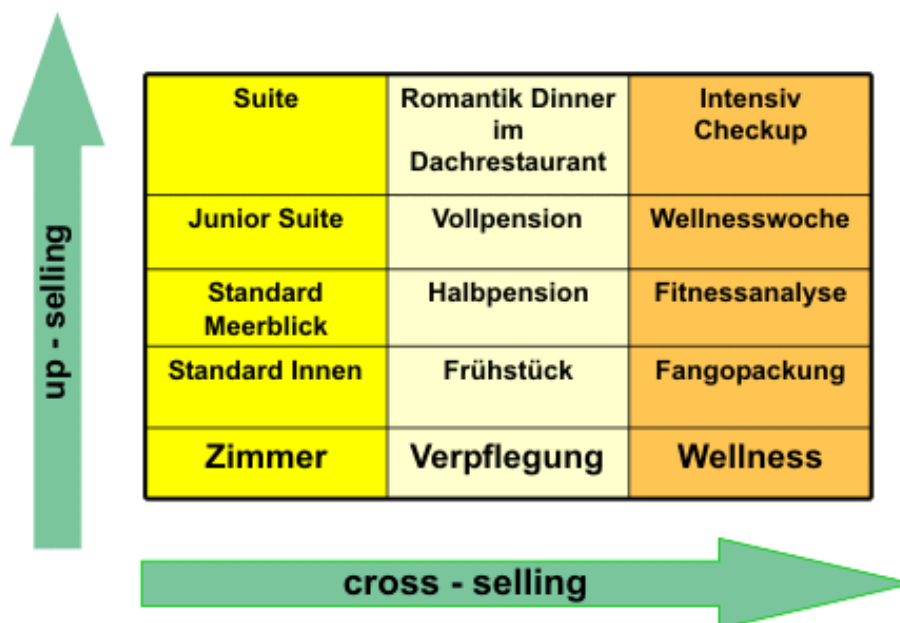 up - selling
Suite
Romantik Dinner
im
Dachrestaurant
Intensiv
Checkup
Junior Suite
Vollpension
Wellnesswoche
Standard
Meerblick
Halbpension
Fitnessanalyse
Standard Innen
Frühstück
Fangopackung
Zimmer
Verpflegung
Wellness
cross - selling